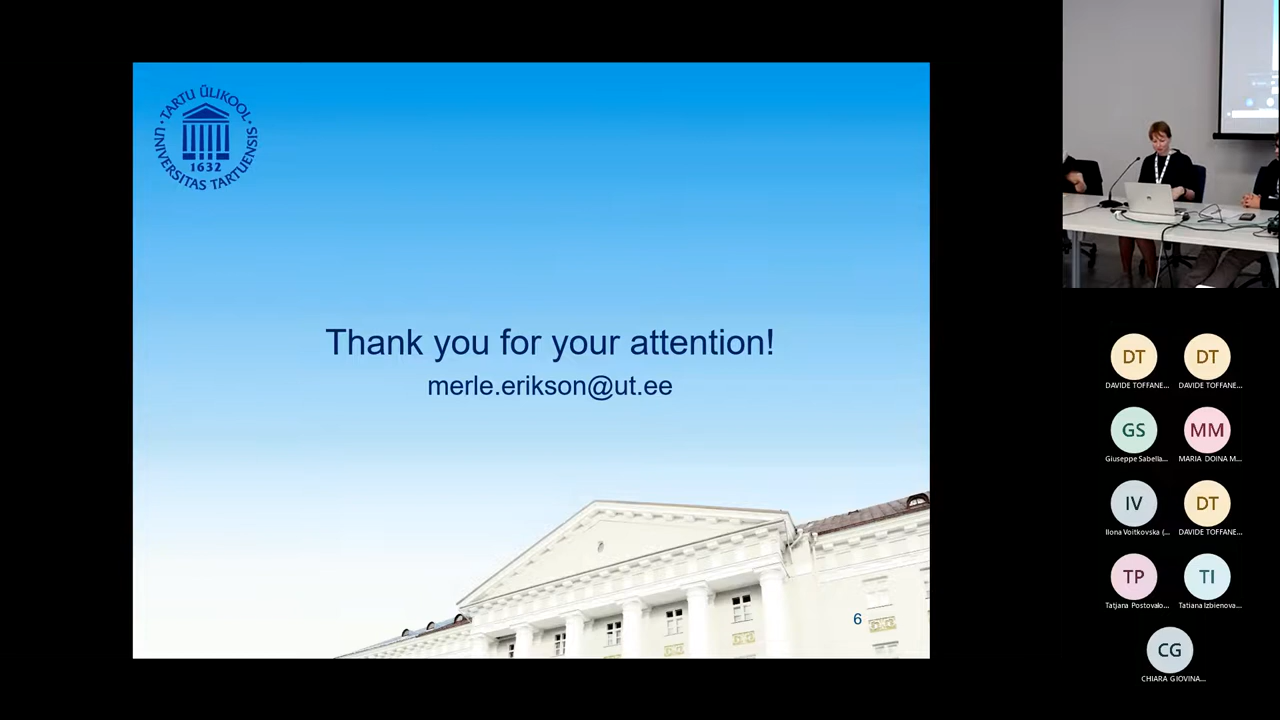 TARTU ÜLIKOOL
UNIVERSITAS TARTUENSIS
1632
Thank you for your attention!
merle.erikson@ut.ee
6
DT
DT
DAVIDE TOFFANE...
DAVIDE TOFFANE...
GS
MM
Giuseppe Sabella...
MARIA DOINA M...
IV
DT
Ilona Voitkovska (...
DAVIDE TOFFANE...
TP
TI
Tatjana Postovalo...
Tatiana Izbienova...
CG
CHIARA GIOVINA...